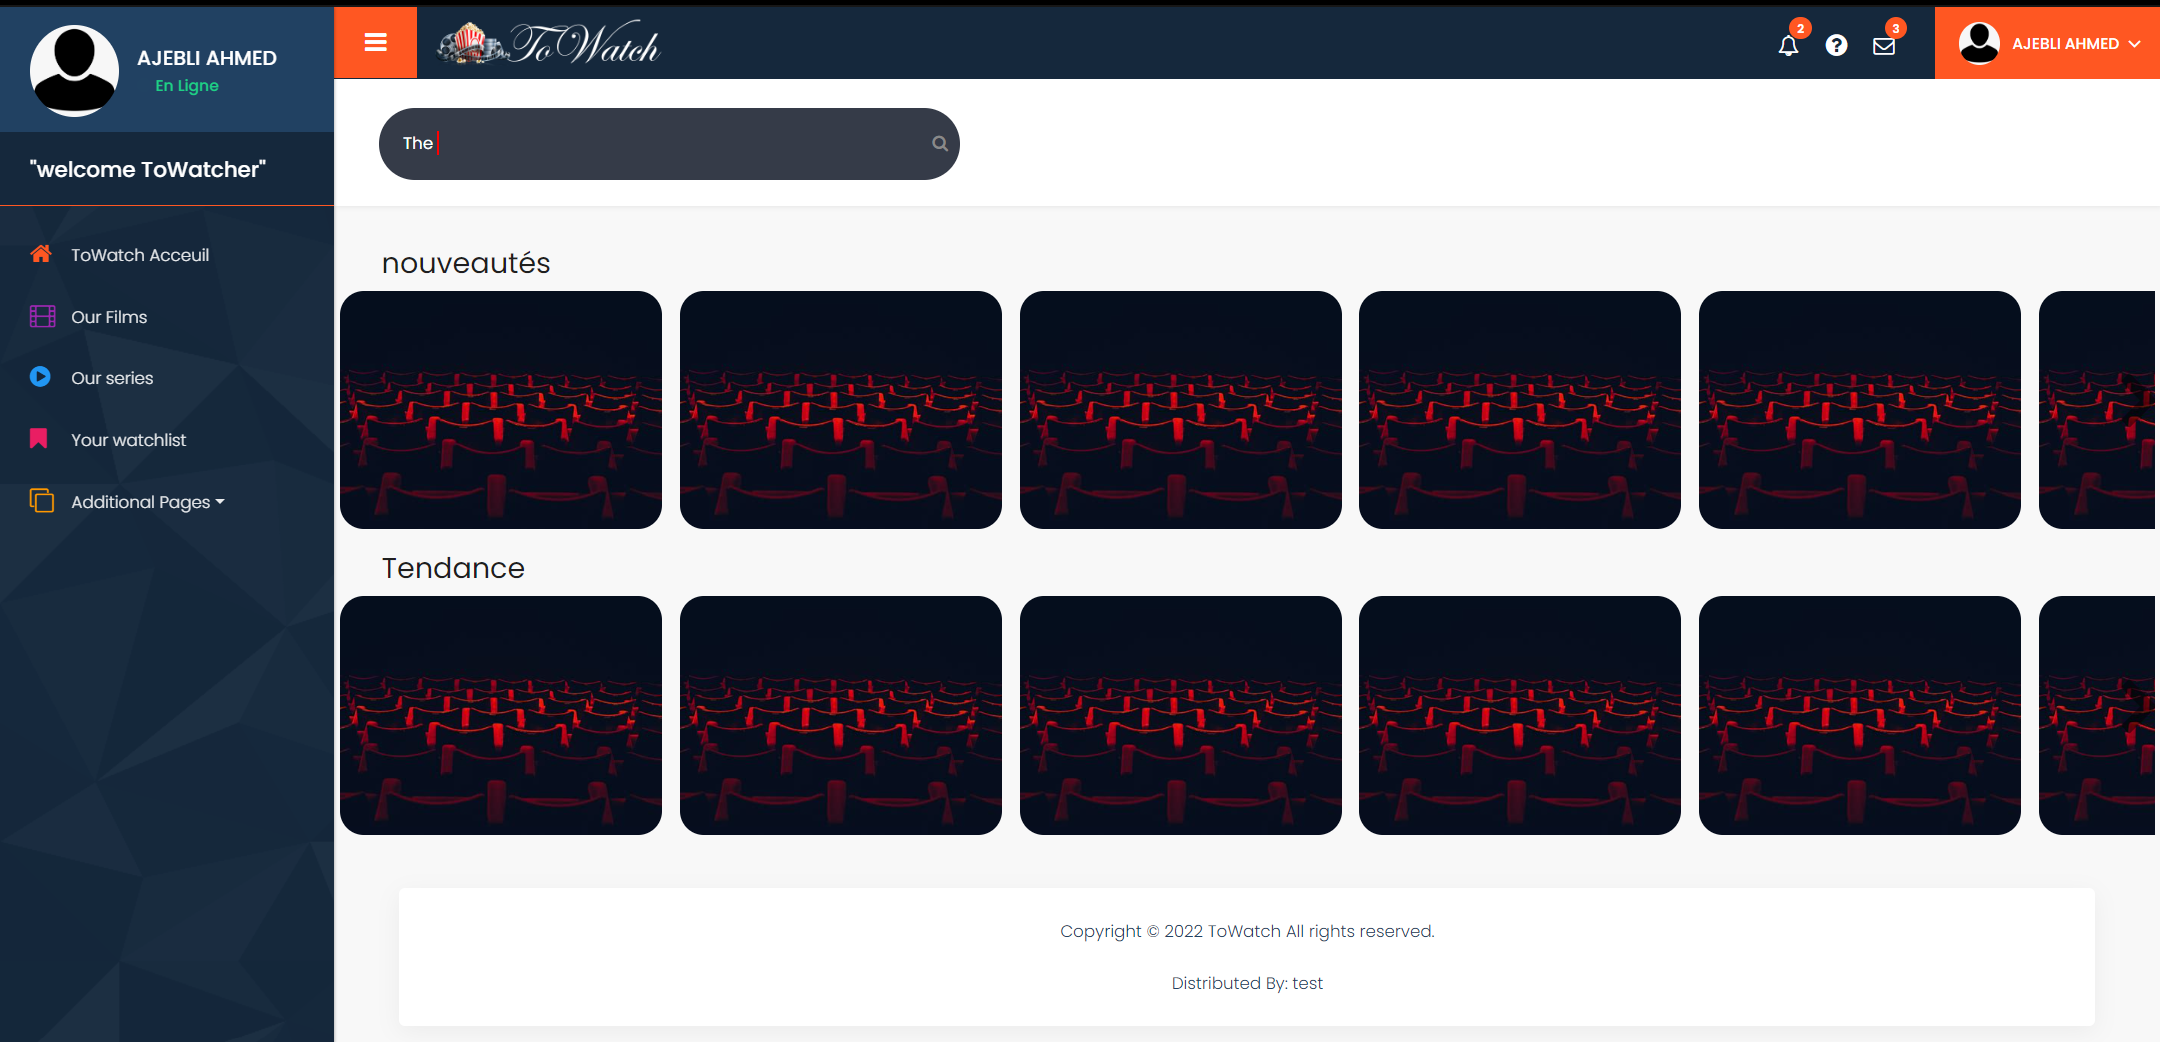 AJEBLI AHMED
En Ligne
"welcome ToWatcher"
ToWatch Acceuil
Our Films
Our series
Your watchlist
Additional Pages
ToWatch
2
3
AJEBLI AHMED
The
nouveautés
Tendance
Copyright © 2022 ToWatch All rights reserved.
Distributed By: test